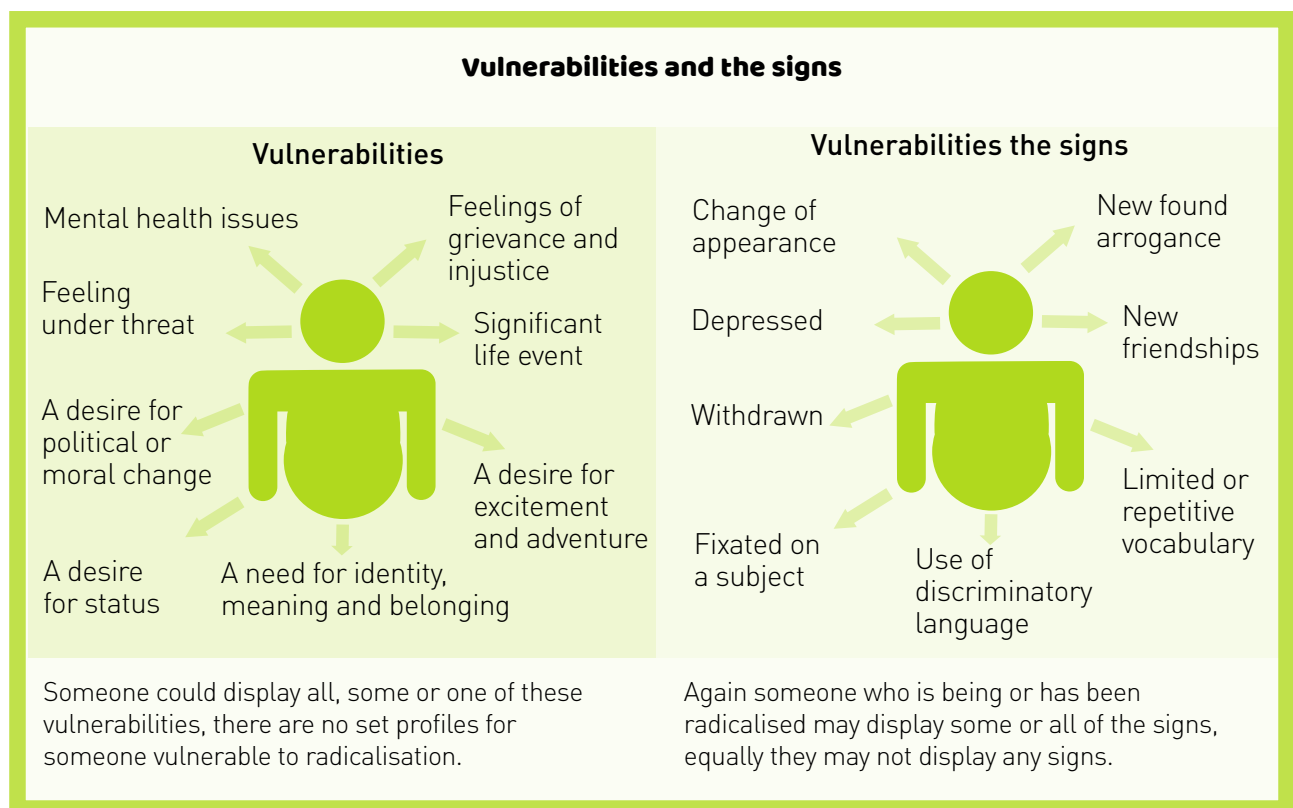 Vulnerabilities and the signs
Vulnerabilities
Mental health issues
Feelings of
grievance and
injustice
Feeling
under threat
Significant
life event
A desire for
political or
moral change
A desire for
excitement
and adventure
A desire
for status
A need for identity,
meaning and belonging
Someone could display all, some or one of these
vulnerabilities, there are no set profiles for
someone vulnerable to radicalisation.
Vulnerabilities the signs
Change of
appearance
New found
arrogance
Depressed
New
friendships
Withdrawn
Limited or
repetitive
vocabulary
Fixated on
a subject
Use of
discriminatory
language
Again someone who is being or has been
radicalised may display some or all of the signs,
equally they may not display any signs.